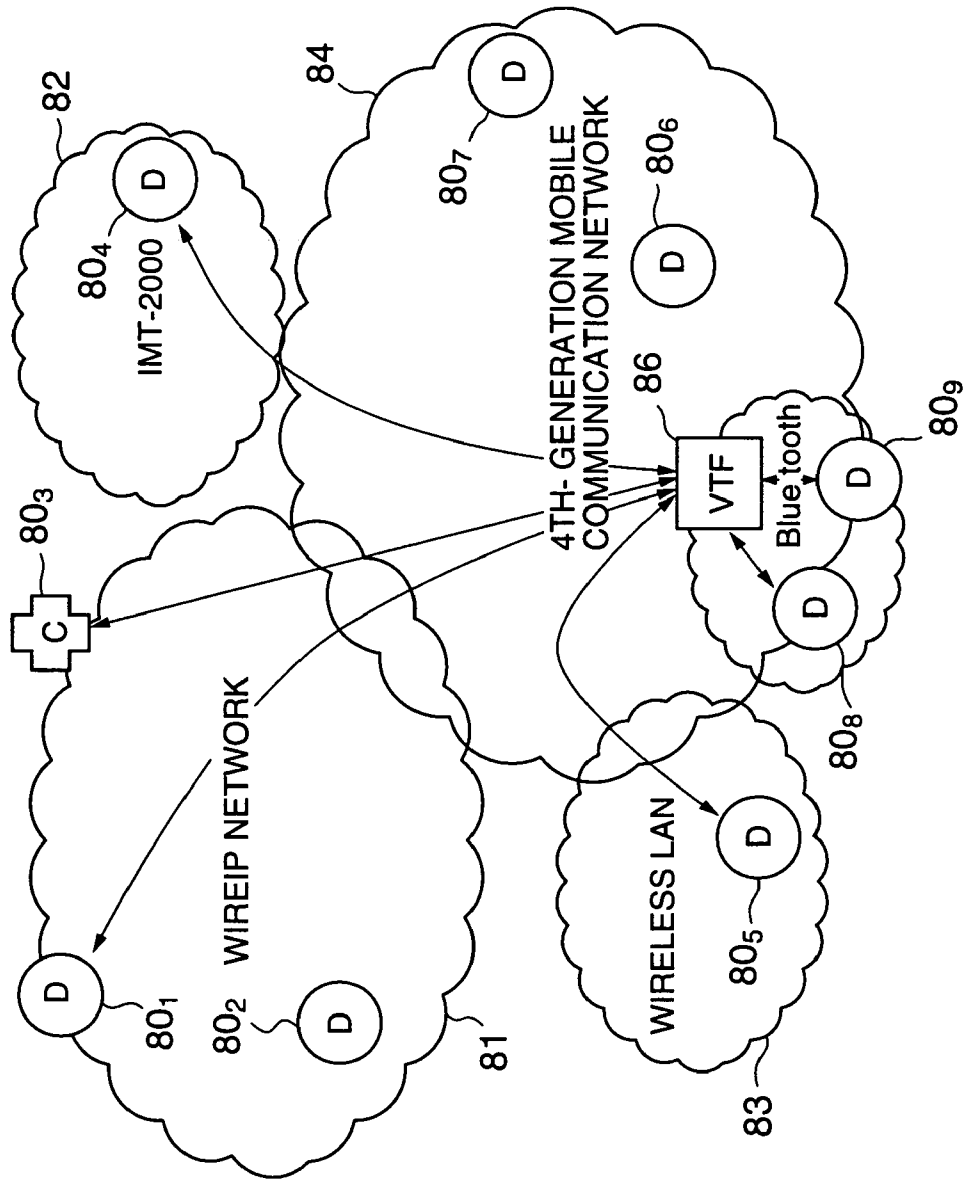 80₁
D
80₂
D
WIREIP NETWORK
81
80₃
C
82
80₄
D
IMT-2000
84
80₇
D
80₆
D
4TH- GENERATION MOBILE
COMMUNICATION NETWORK
86
VTF
Blue tooth
D
80₈
D
80₉
WIRELESS LAN
80₅
D
83